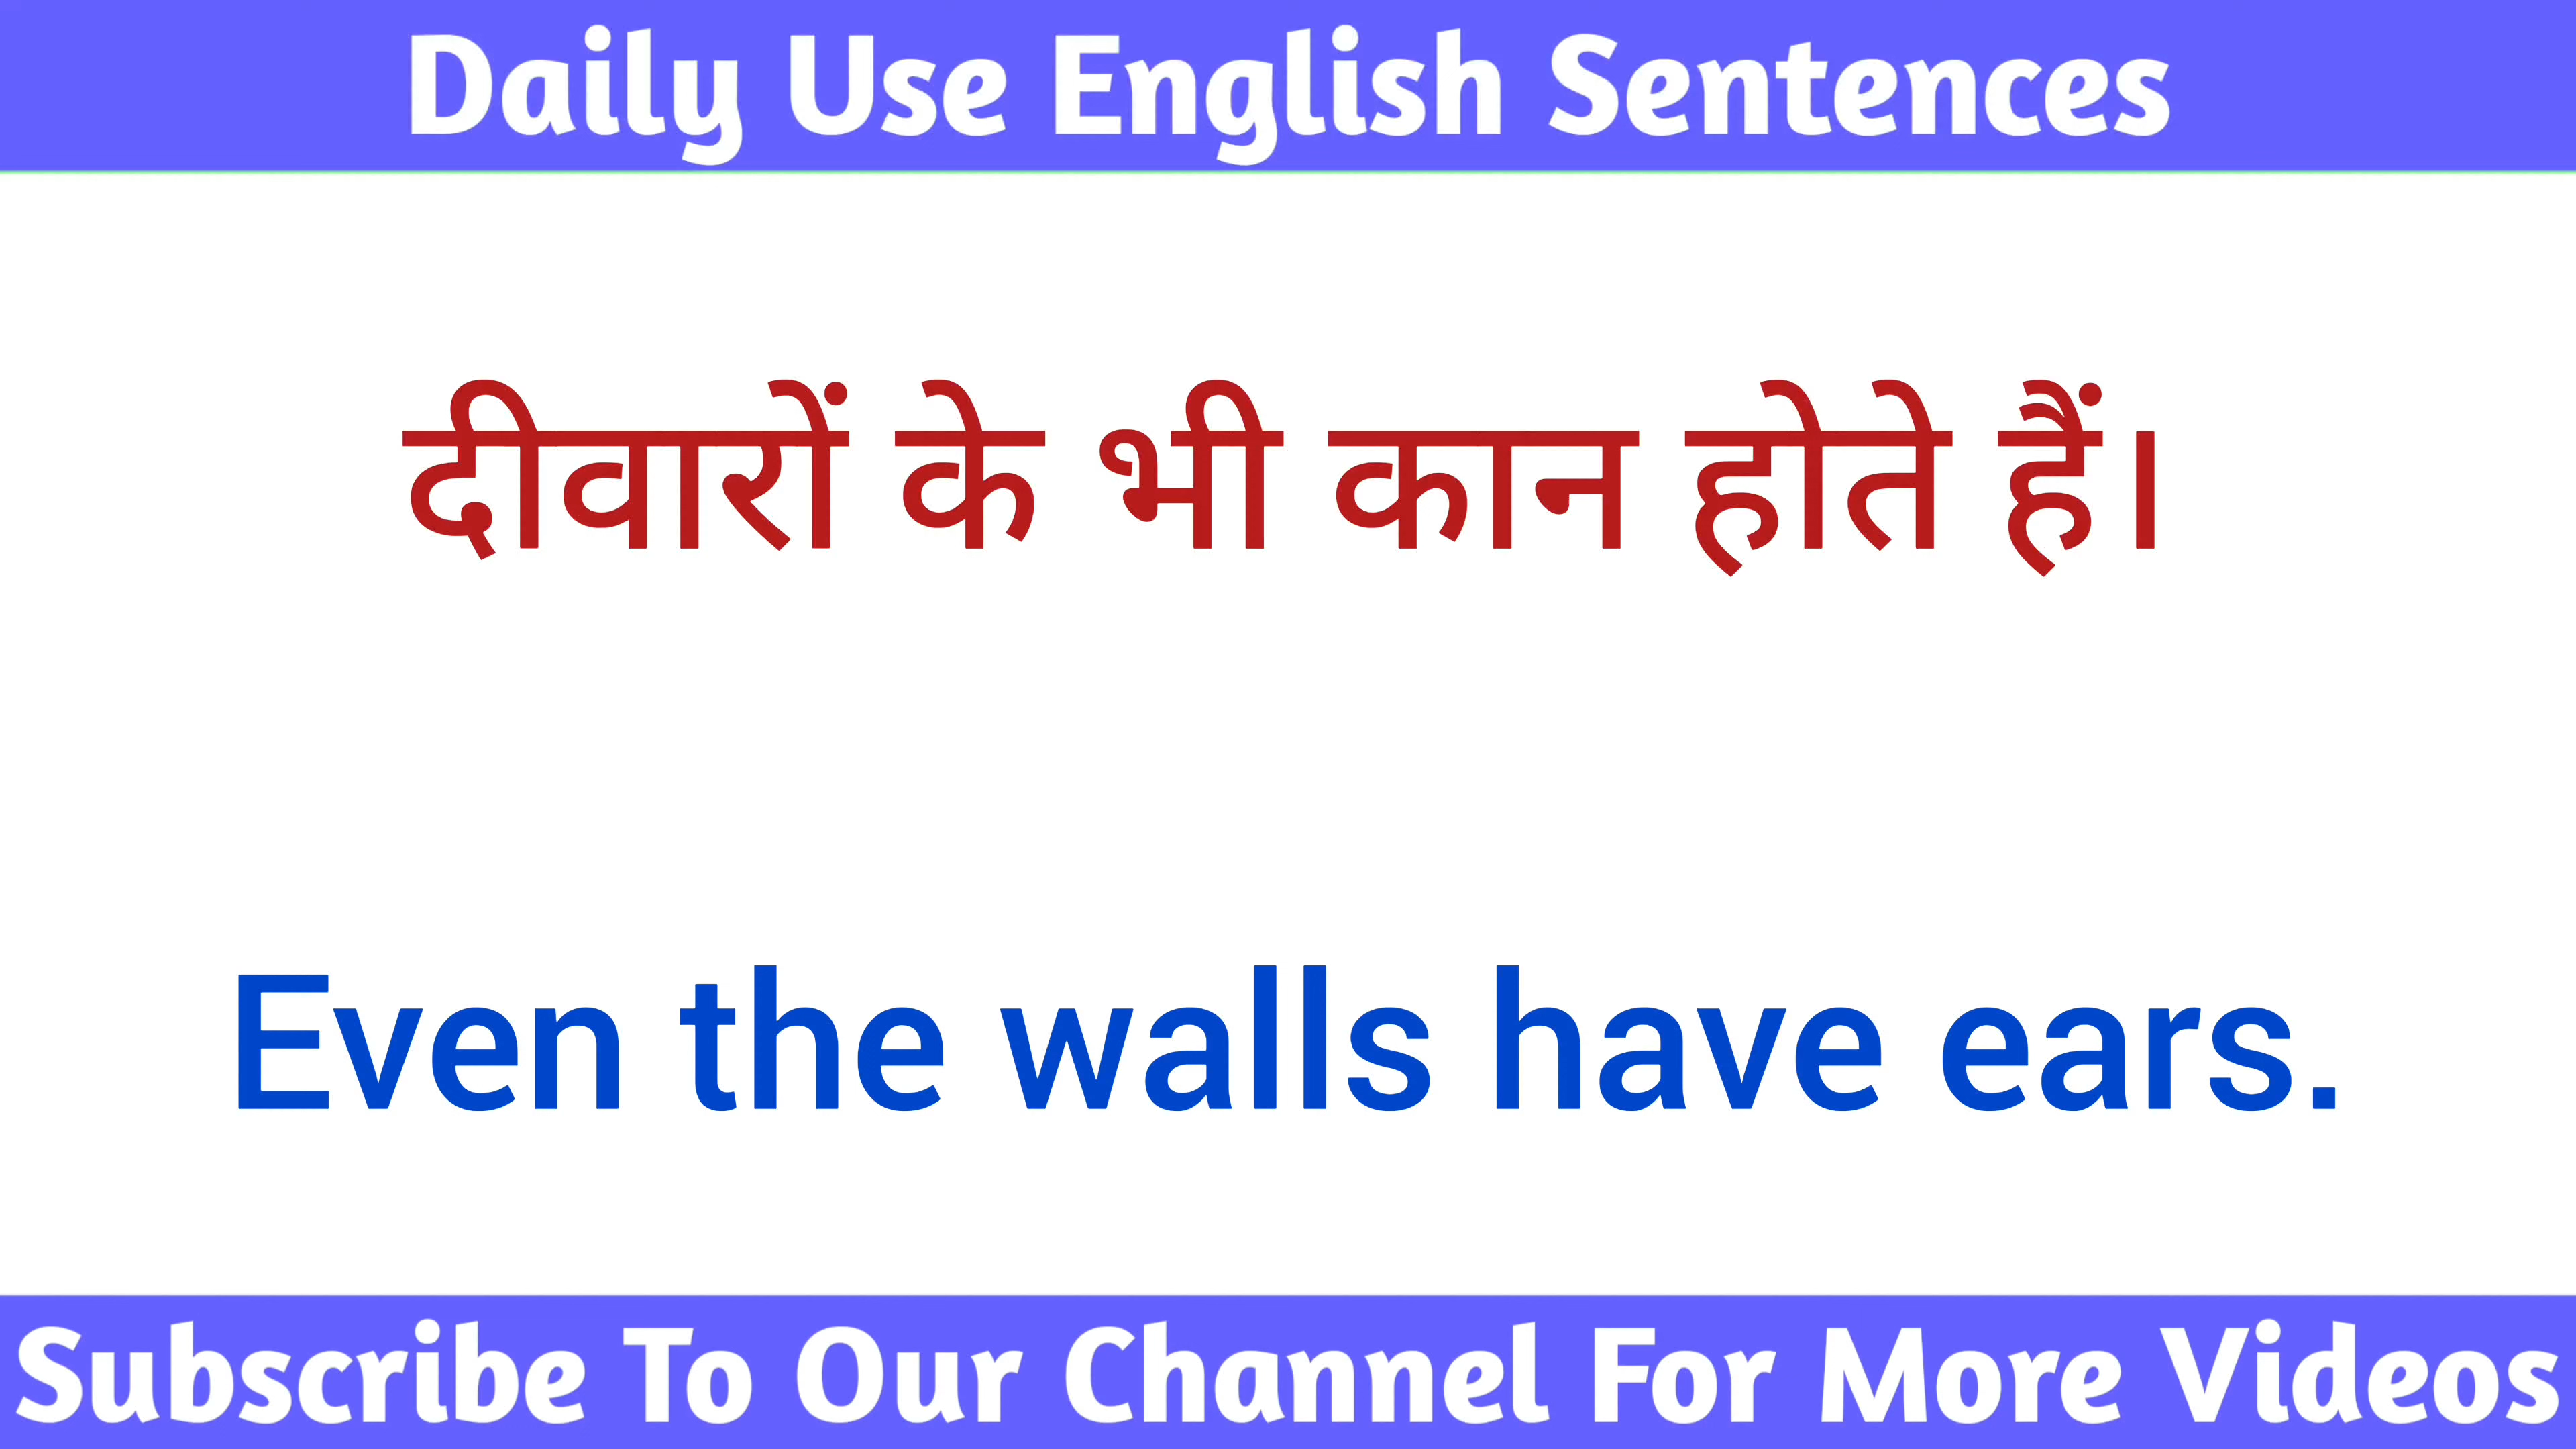 Daily Use English Sentences
दीवारों के भी कान होते हैं।
Even the walls have ears.
Subscribe To Our Channel For More Videos